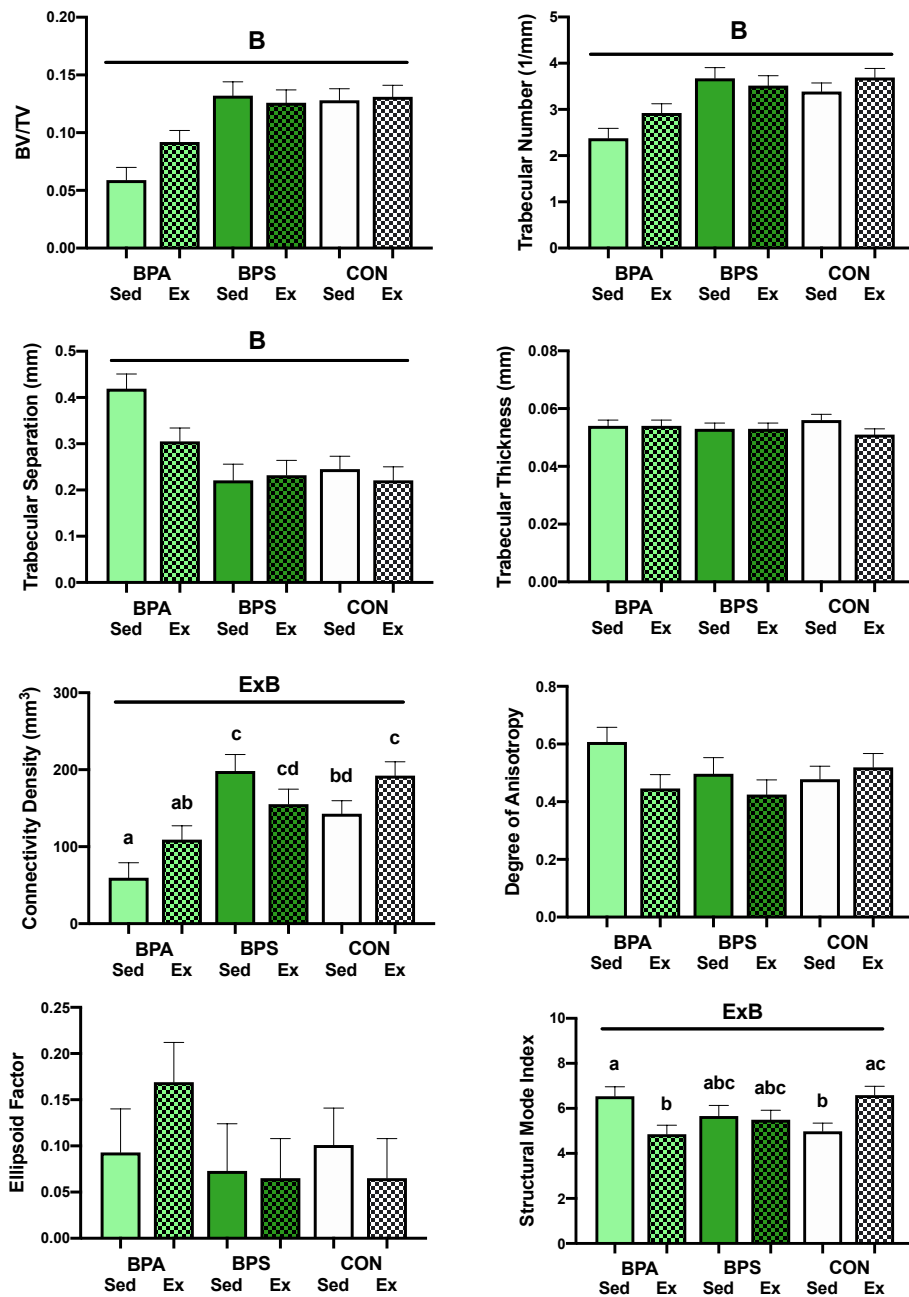 B
BV/TV
0.20
0.15
0.10
0.05
0.00
BPA BPS CON
Sed Ex Sed Ex Sed Ex
B
Trabecular Number (1/mm)
5
4
3
2
1
0
BPA BPS CON
Sed Ex Sed Ex Sed Ex
B
Trabecular Separation (mm)
0.5
0.4
0.3
0.2
0.1
0.0
BPA BPS CON
Sed Ex Sed Ex Sed Ex
Trabecular Thickness (mm)
0.08
0.06
0.04
0.02
0.00
BPA BPS CON
Sed Ex Sed Ex Sed Ex
ExB
Connectivity Density (mm³)
300
200
100
0
a ab c cd bd c
BPA BPS CON
Sed Ex Sed Ex Sed Ex
Degree of Anisotropy
0.8
0.6
0.4
0.2
0.0
BPA BPS CON
Sed Ex Sed Ex Sed Ex
Ellipsoid Factor
0.25
0.20
0.15
0.10
0.05
0.00
BPA BPS CON
Sed Ex Sed Ex Sed Ex
ExB
Structural Mode Index
10
8
6
4
2
0
a b abc abc b ac
BPA BPS CON
Sed Ex Sed Ex Sed Ex